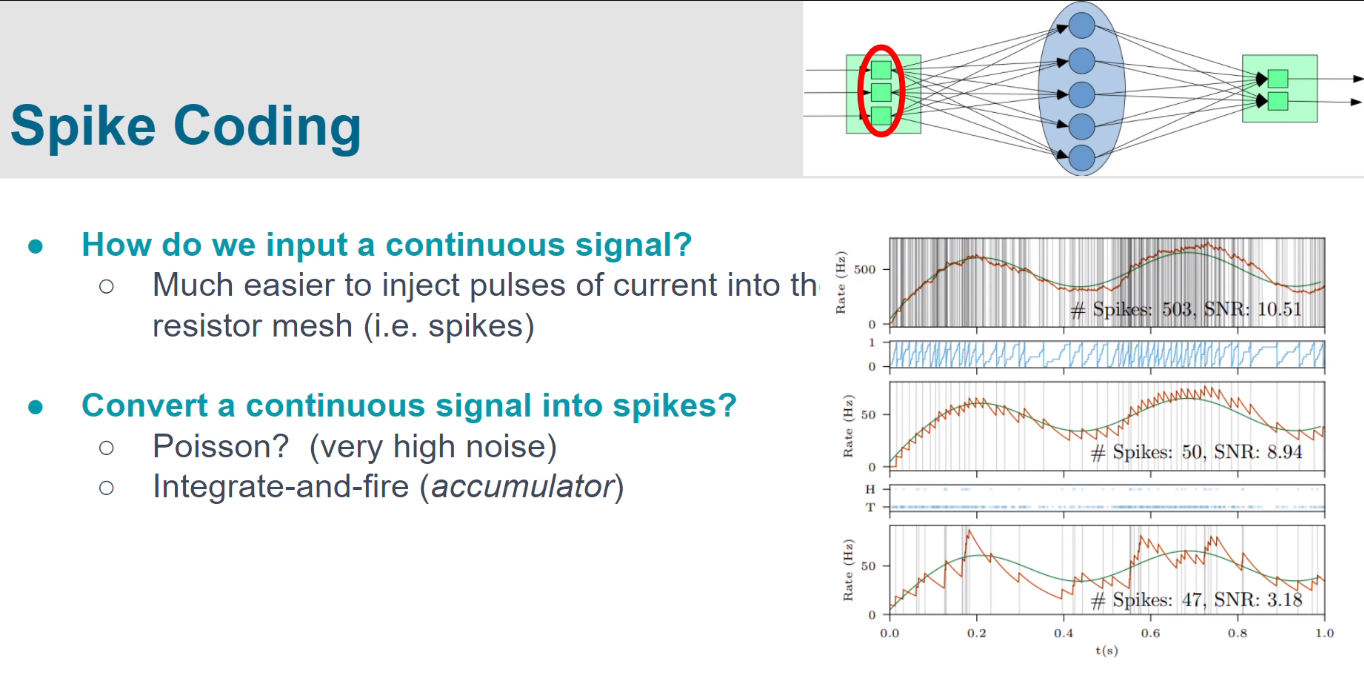 Spike Coding
● How do we input a continuous signal?
○ Much easier to inject pulses of current into th
resistor mesh (i.e. spikes)
● Convert a continuous signal into spikes?
○ Poisson? (very high noise)
○ Integrate-and-fire (accumulator)
Rate (Hz)
500
0
# Spikes: 503, SNR: 10.51
1
0
Rate (Hz)
50
0
# Spikes: 50, SNR: 8.94
H
T
Rate (Hz)
50
0
# Spikes: 47, SNR: 3.18
0.0 0.2 0.4 0.6 0.8 1.0
t(s)